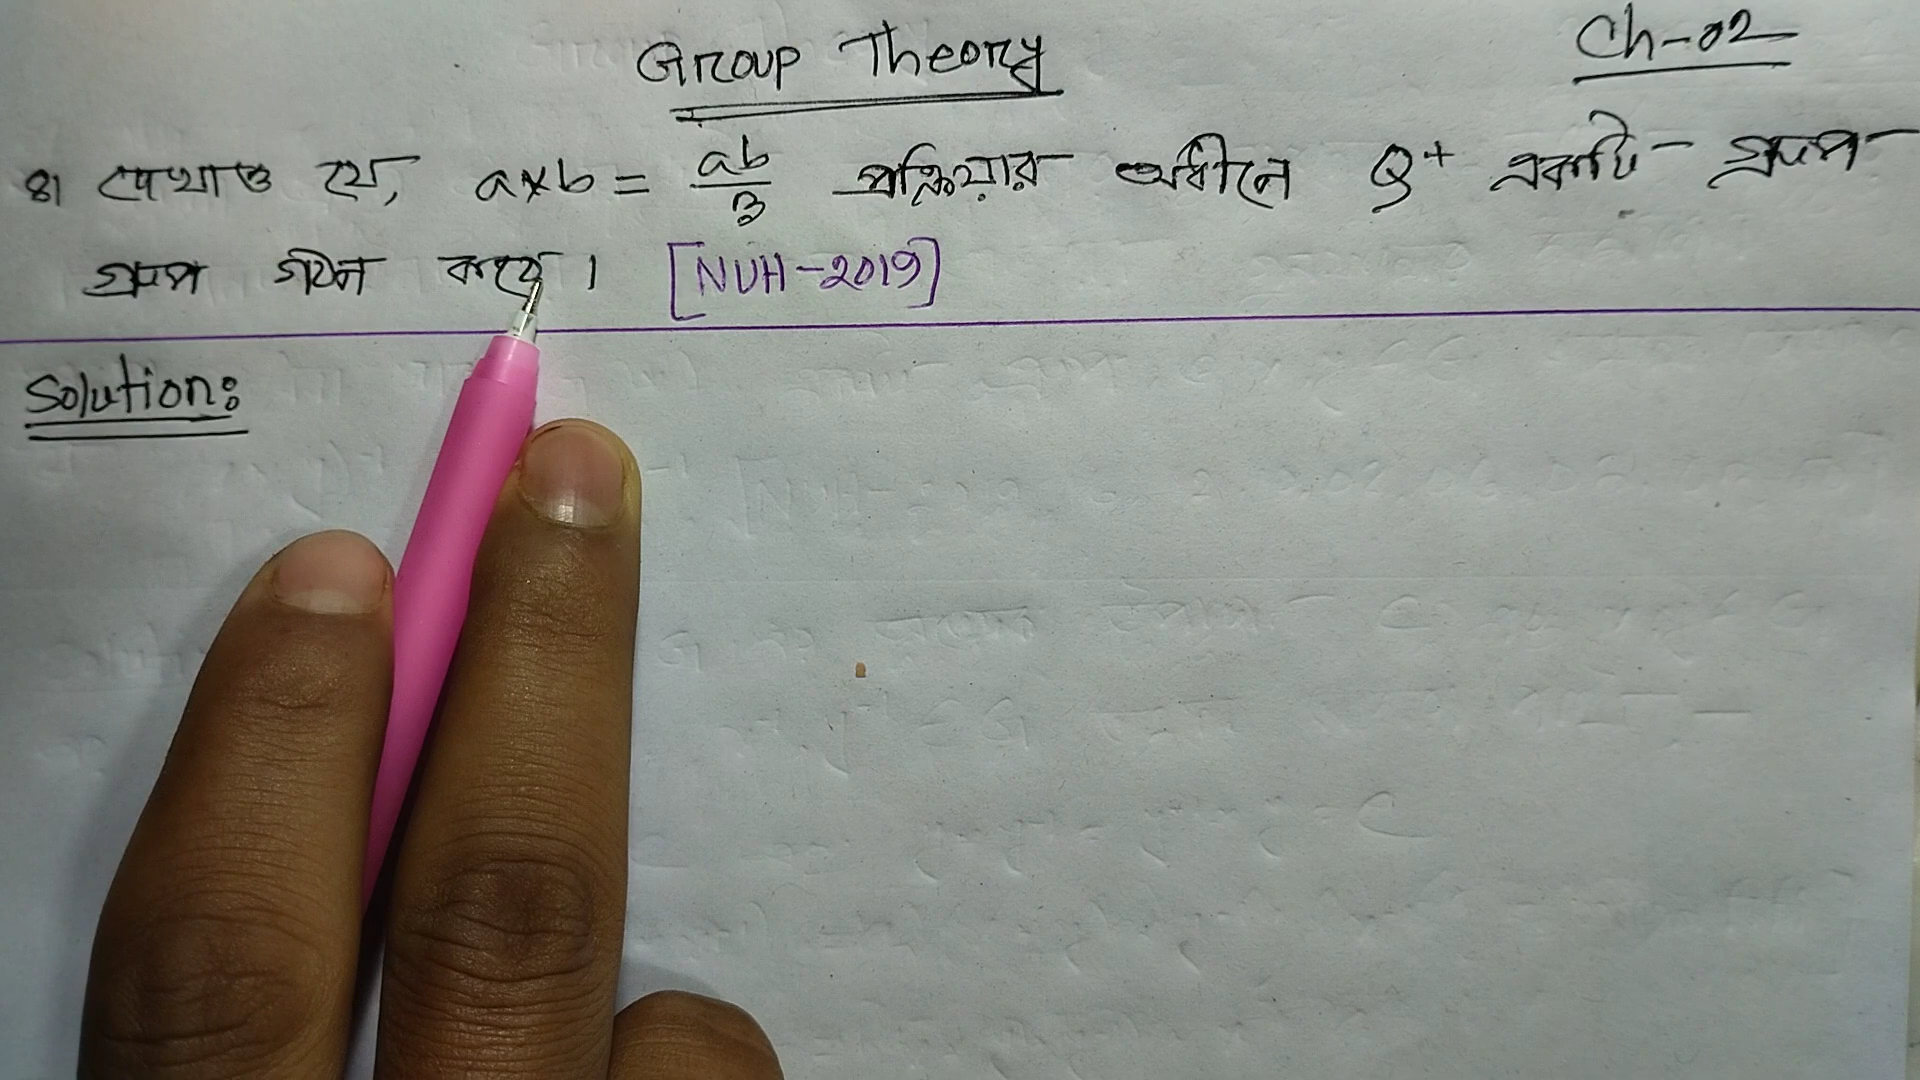 Group Theory
Ch-02
৪। দেখাও যে, a*b = ab/3 প্রক্রিয়ার অধীনে Q+ একটি গ্রুপ
গ্রুপ গঠন করে। [NUH-2019]
Solution: